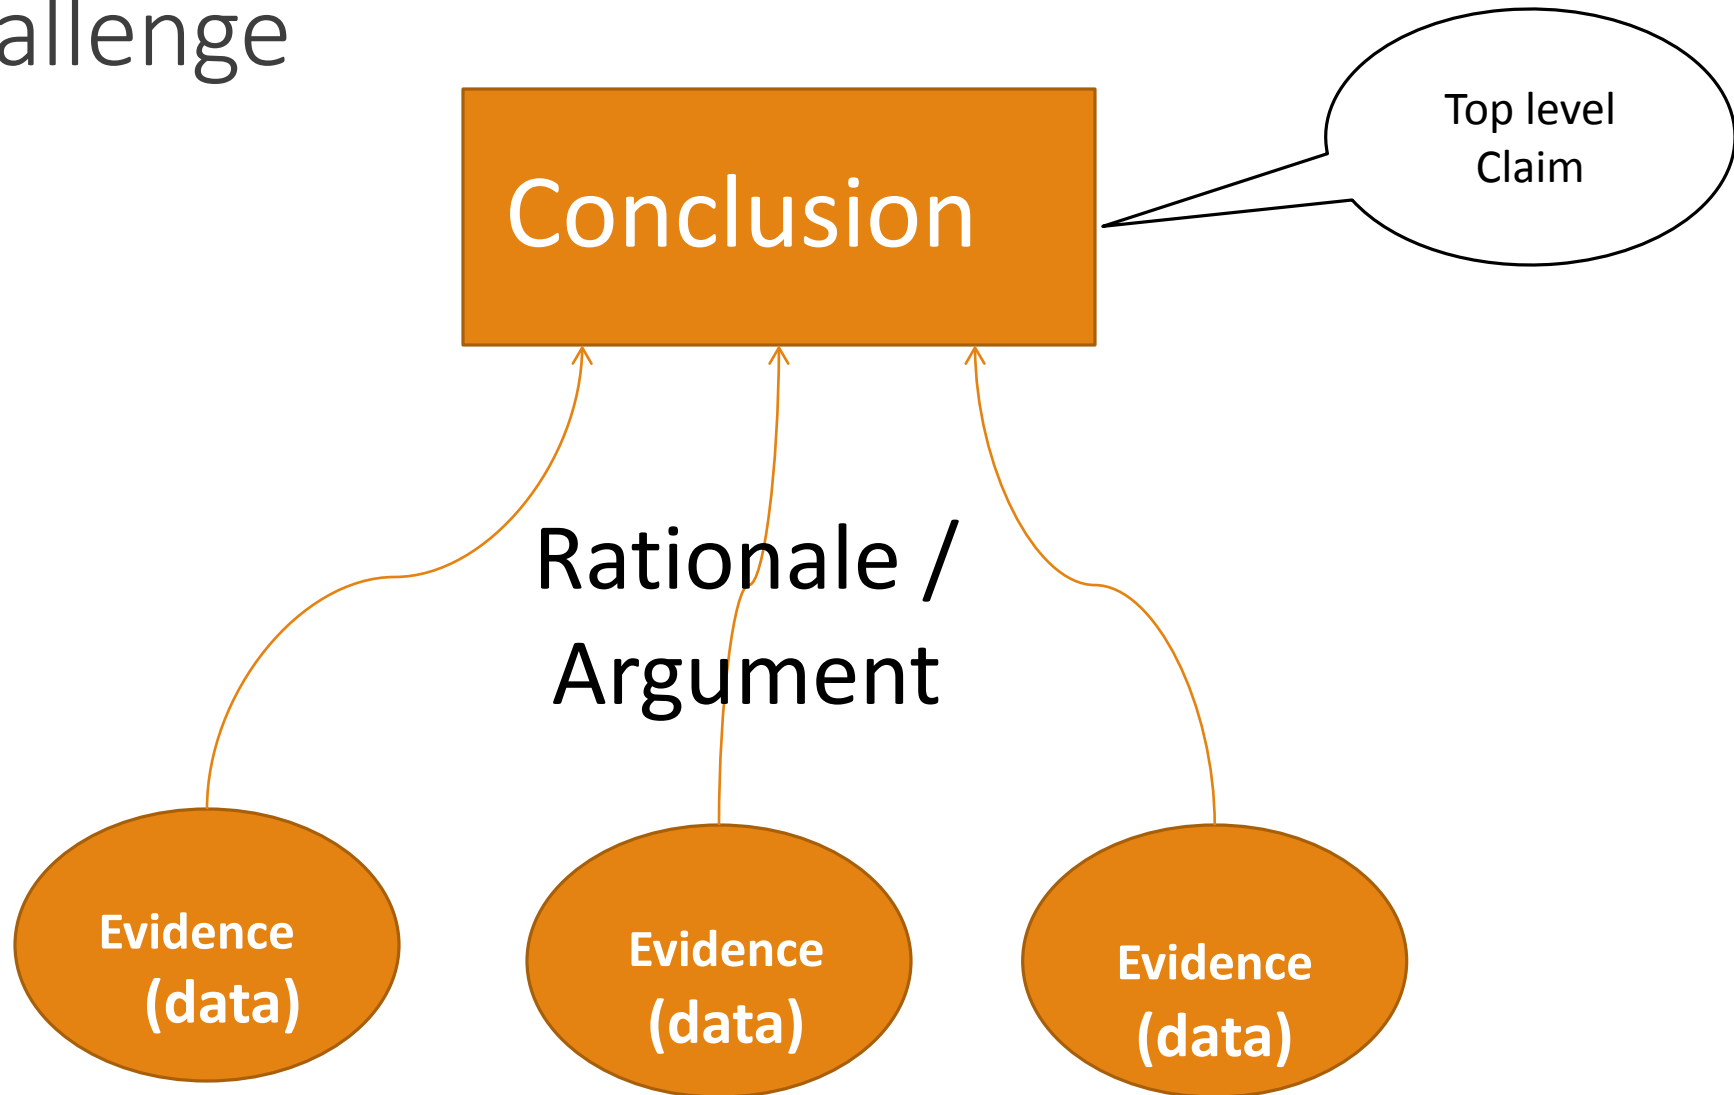 allenge
Top level
Claim
Conclusion
Rationale /
Argument
Evidence
(data)
Evidence
(data)
Evidence
(data)